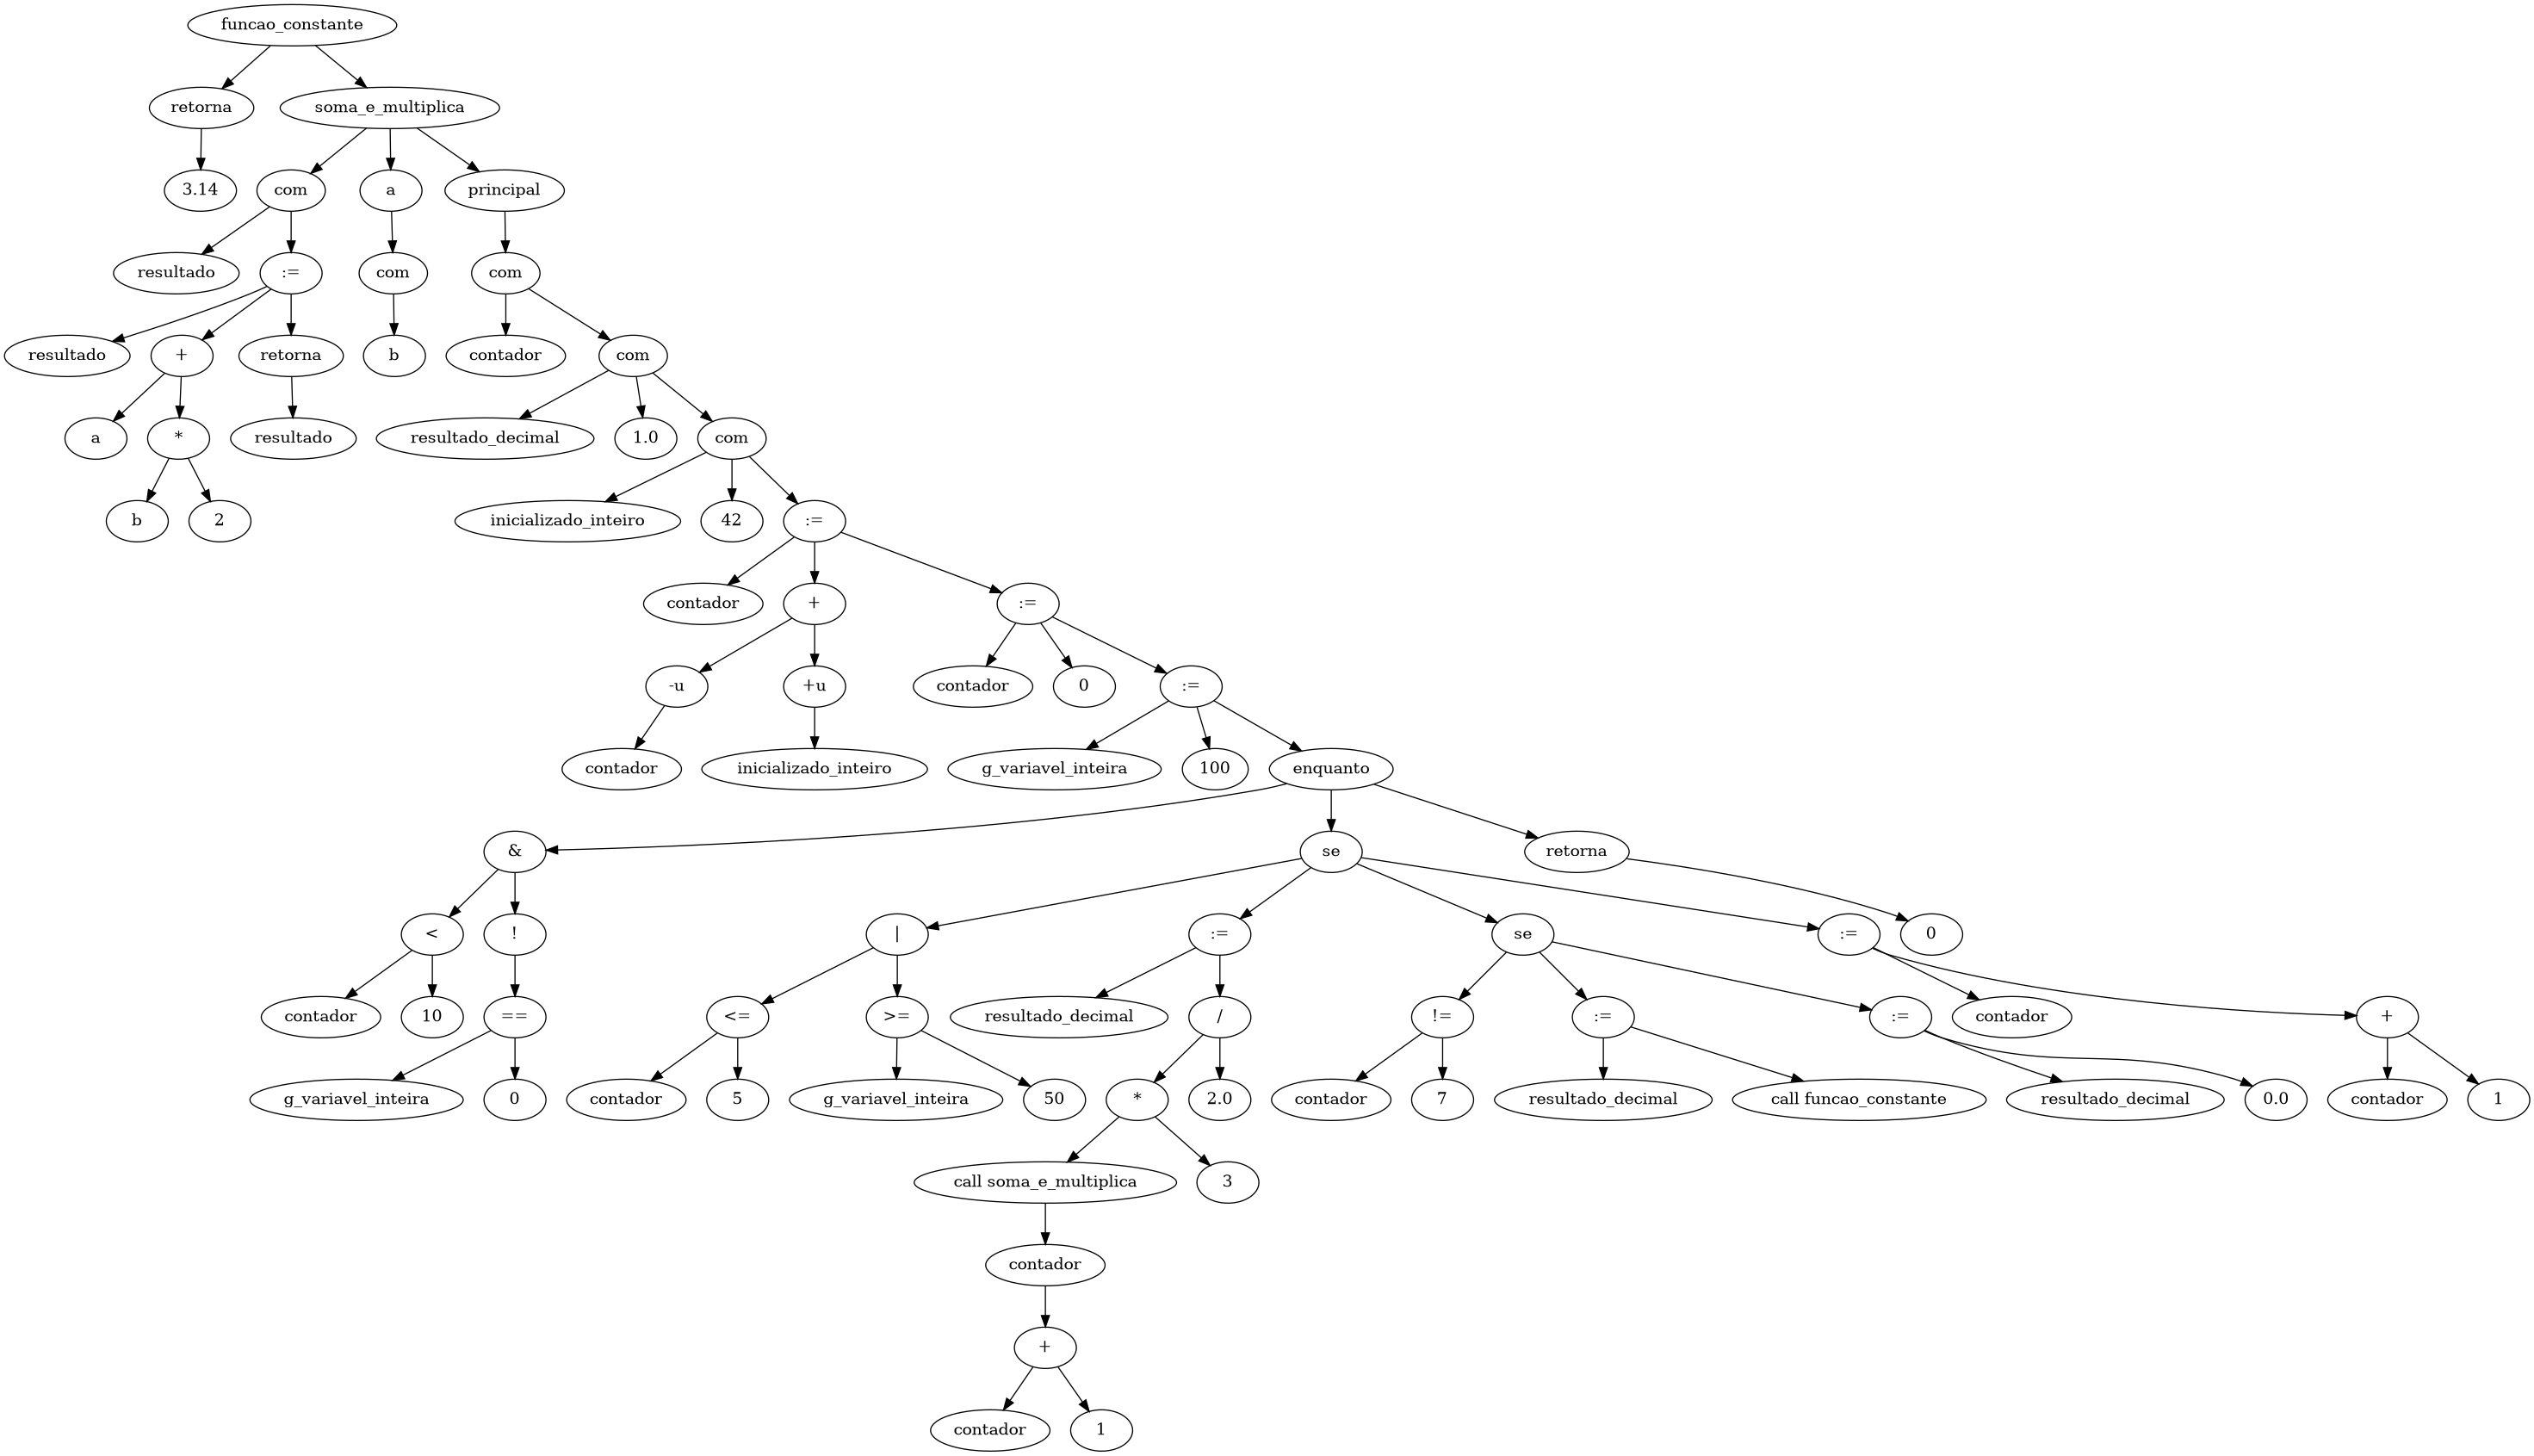 funcao_constante
retorna
soma_e_multiplica
3.14
com
a
principal
resultado
:=
com
com
resultado
+
retorna
b
contador
com
a
*
resultado
resultado_decimal
1.0
com
b
2
inicializado_inteiro
42
:=
contador
+
:=
-u
+u
contador
0
:=
contador
inicializado_inteiro
g_variavel_inteira
100
enquanto
&
se
retorna
<
!
|
:=
se
:=
0
contador
10
==
<=
>=
resultado_decimal
/
!=
:=
:=
contador
+
g_variavel_inteira
0
contador
5
g_variavel_inteira
50
*
2.0
contador
7
resultado_decimal
call funcao_constante
resultado_decimal
0.0
contador
1
call soma_e_multiplica
3
contador
+
contador
1